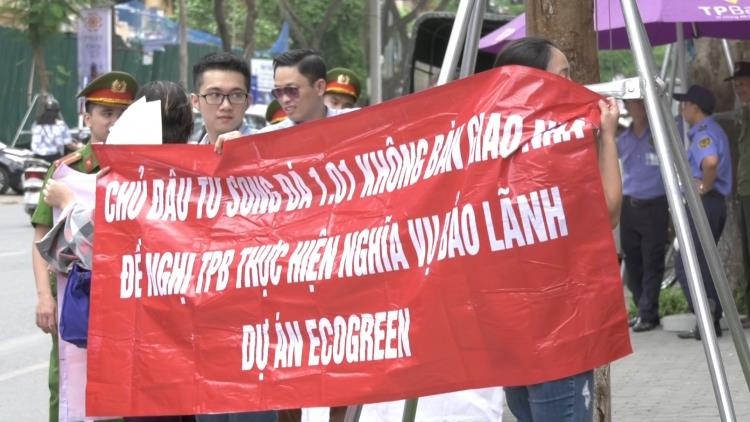 TPBank
CHỦ ĐẦU TƯ SÔNG ĐÀ 1.01 KHÔNG BÀN GIAO NHÀ
ĐỀ NGHỊ TPB THỰC HIỆN NGHĨA VỤ BẢO LÃNH
DỰ ÁN ECOGREEN